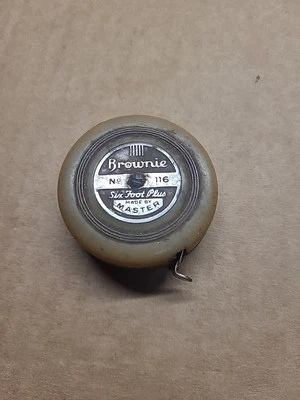 Brownie
No 116
Six Foot Plus
MADE BY
MASTER